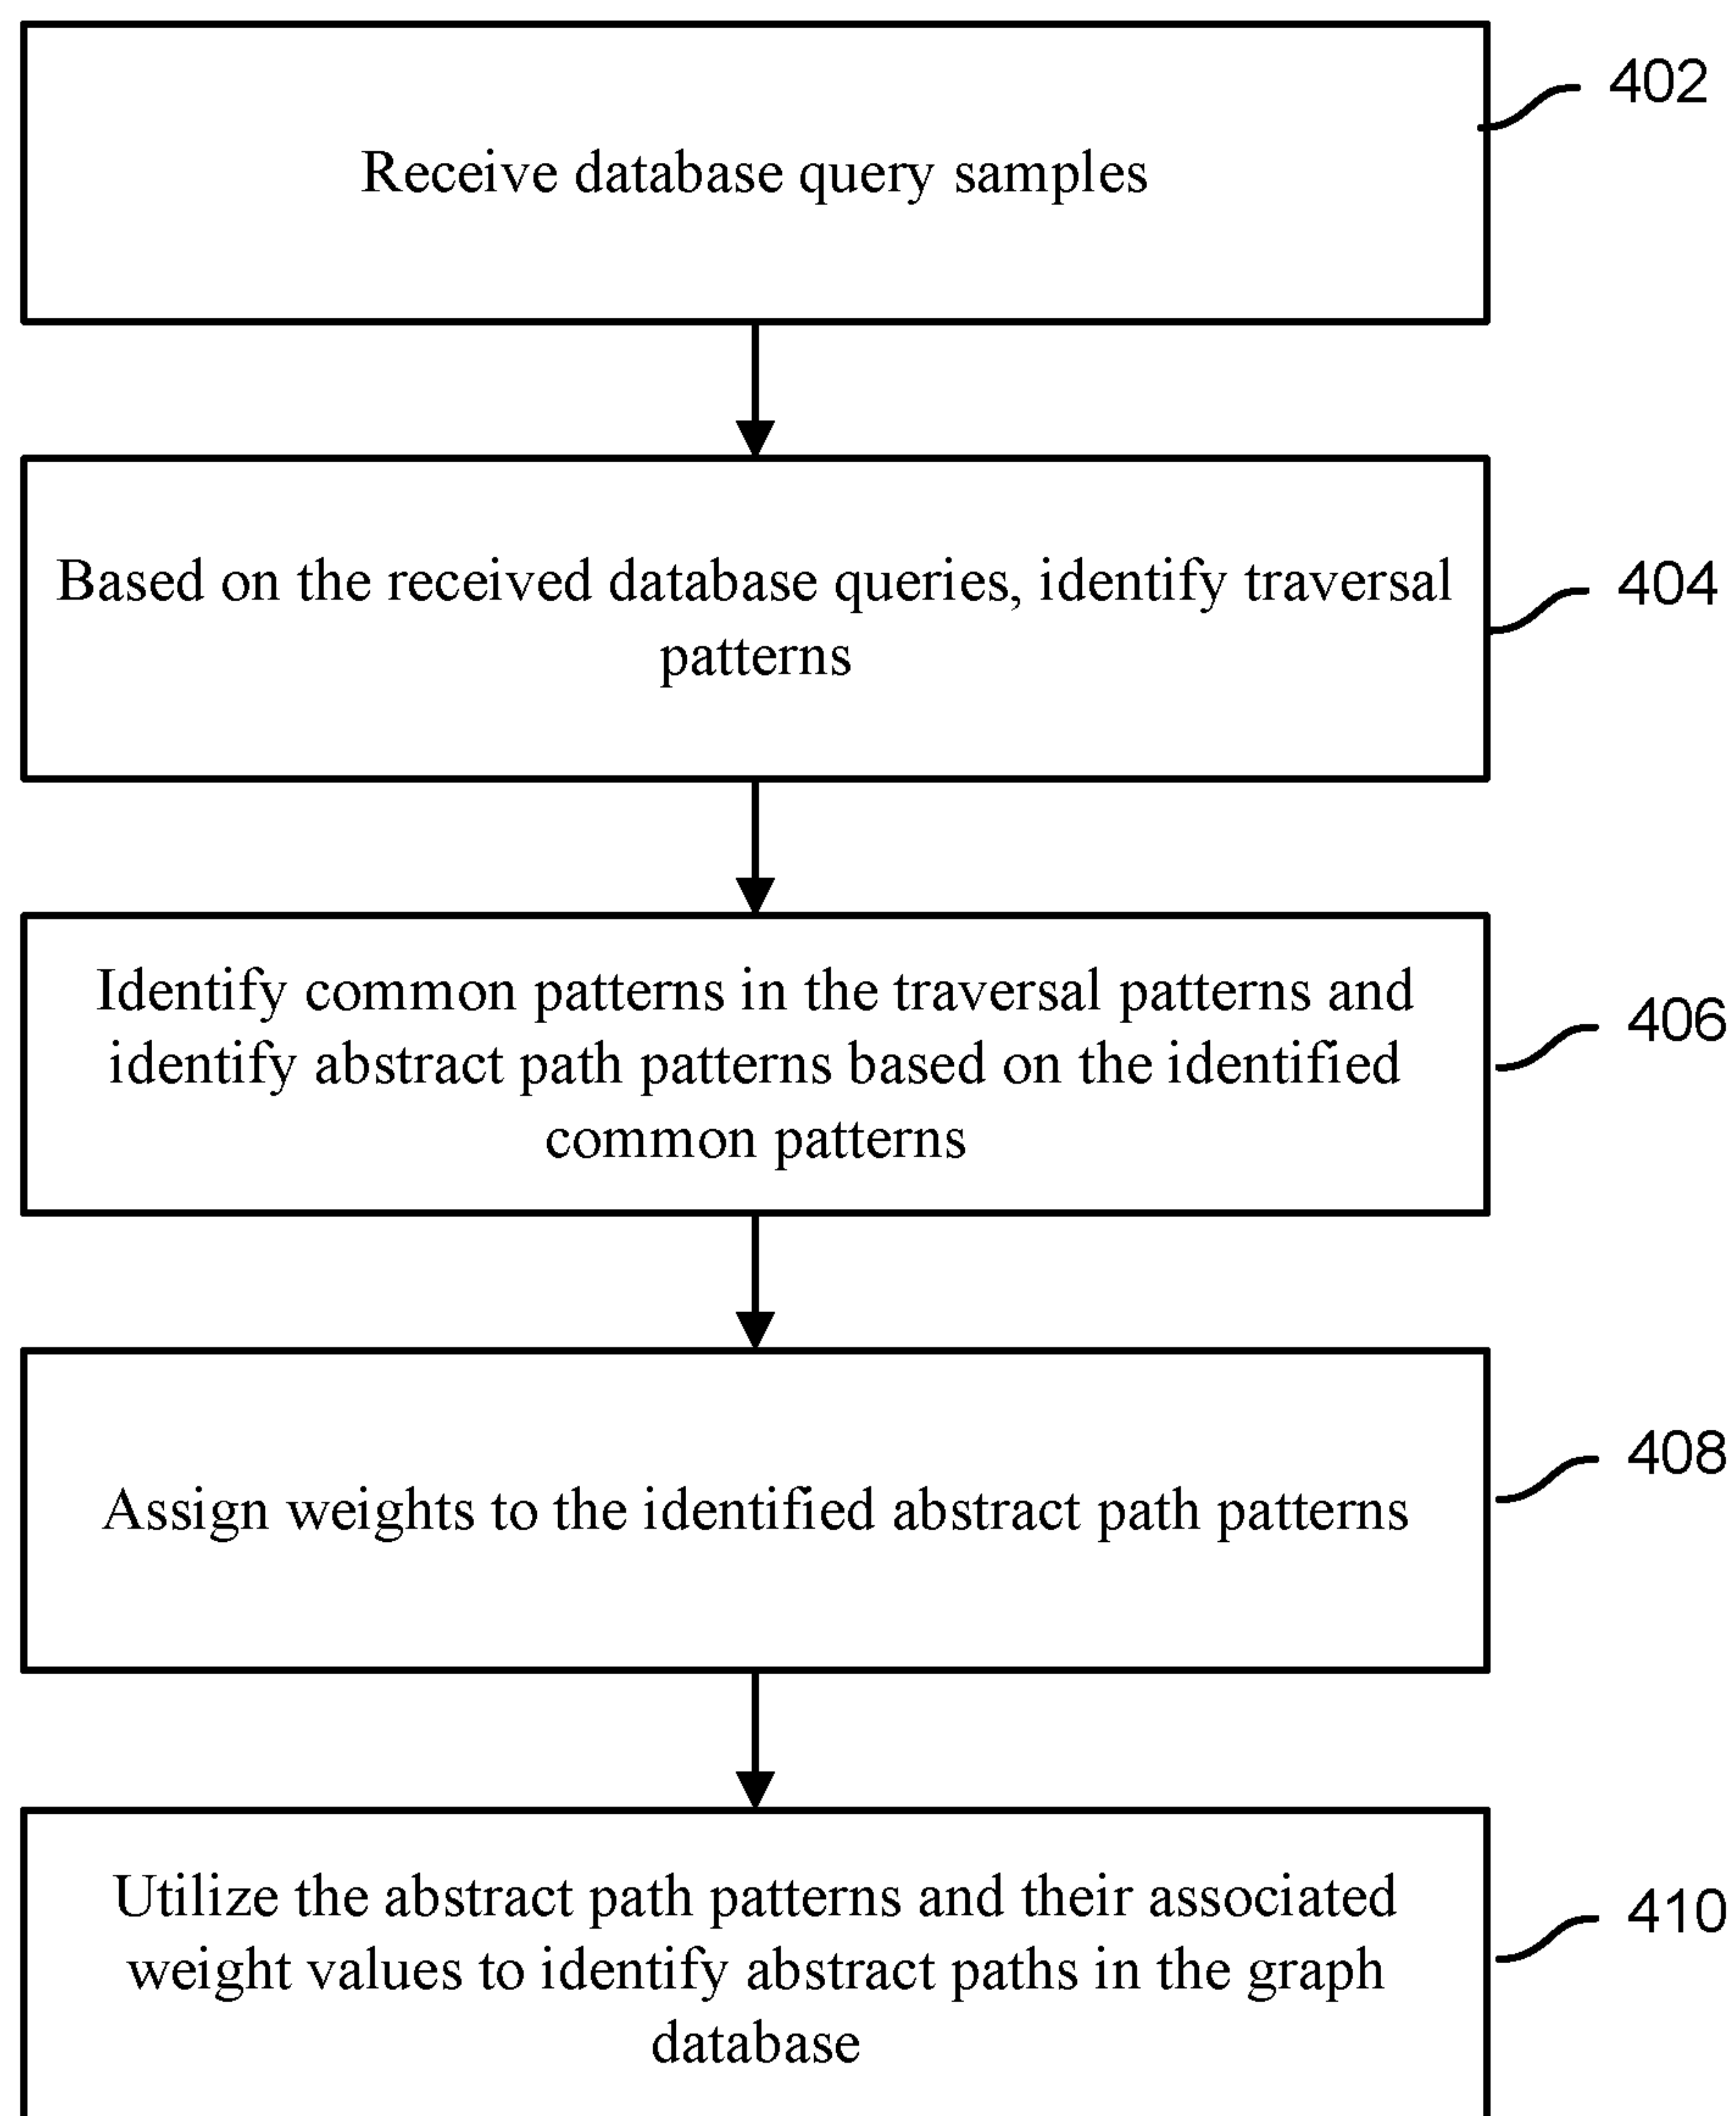 402
Receive database query samples
Based on the received database queries, identify traversal
patterns
404
Identify common patterns in the traversal patterns and
identify abstract path patterns based on the identified
common patterns
406
Assign weights to the identified abstract path patterns
408
Utilize the abstract path patterns and their associated
weight values to identify abstract paths in the graph
database
410